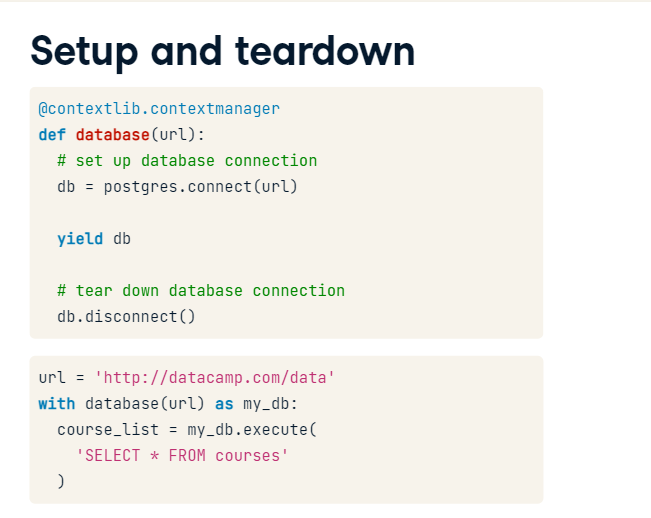 Setup and teardown
@contextlib.contextmanager
def database(url):
  # set up database connection
  db = postgres.connect(url)

  yield db

  # tear down database connection
  db.disconnect()

url = 'http://datacamp.com/data'
with database(url) as my_db:
  course_list = my_db.execute(
    'SELECT * FROM courses'
  )